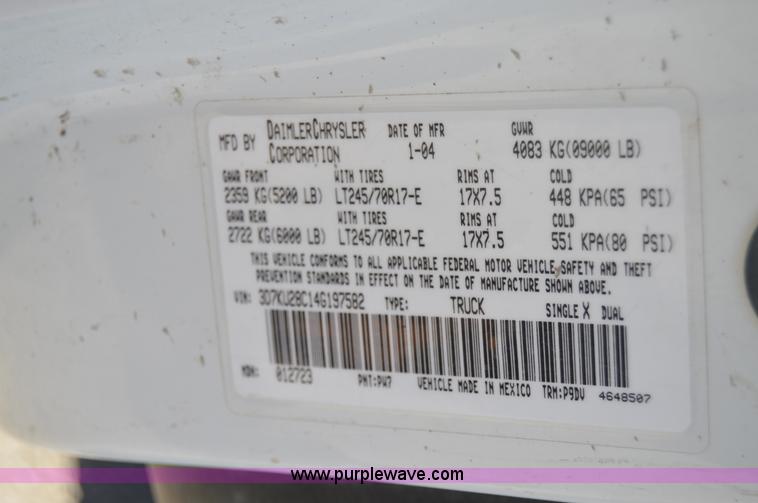 MFD BY DAIMLERCHRYSLER CORPORATION DATE OF MFR 1-04 GVWR 4083 KG(09000 LB)
GAWR FRONT WITH TIRES RIMS AT COLD
2359 KG(5200 LB) LT245/70R17-E 17X7.5 448 KPA(65 PSI)
GAWR REAR WITH TIRES RIMS AT COLD
2722 KG(6000 LB) LT245/70R17-E 17X7.5 551 KPA(80 PSI)
THIS VEHICLE CONFORMS TO ALL APPLICABLE FEDERAL MOTOR VEHICLE SAFETY AND THEFT
PREVENTION STANDARDS IN EFFECT ON THE DATE OF MANUFACTURE SHOWN ABOVE.
VIN: 3D7KU28C14G197582 TYPE: TRUCK SINGLE X DUAL
MDH: 012723 PNT:PW7 VEHICLE MADE IN MEXICO TRM:P9DV 4648507
www.purplewave.com